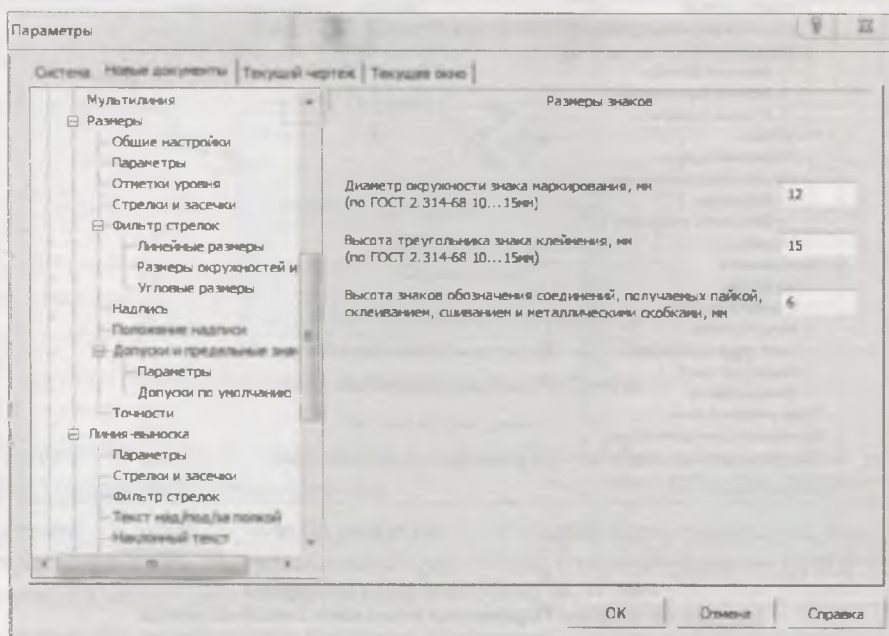 Параметры
Система Новые документы Текущий чертеж Текущее окно
Мультилиния
Размеры
Общие настройки
Параметры
Отметки уровня
Стрелки и засечки
Фильтр стрелок
Линейные размеры
Размеры окружностей и
Угловые размеры
Надпись
Положение надписи
Допуски и предельные знач
Параметры
Допуски по умолчанию
Точности
Линия-выноска
Параметры
Стрелки и засечки
Фильтр стрелок
Текст над/под/за полкой
Наклонный текст
Размеры знаков
Диаметр окружности знака маркирования, мм
(по ГОСТ 2.314-68 10...15мм)
12
Высота треугольника знака клеймения, мм
(по ГОСТ 2.314-68 10...15мм)
15
Высота знаков обозначения соединений, получаемых пайкой,
склеиванием, сшиванием и металлическими скобками, мм
6
OK Отмена Справка